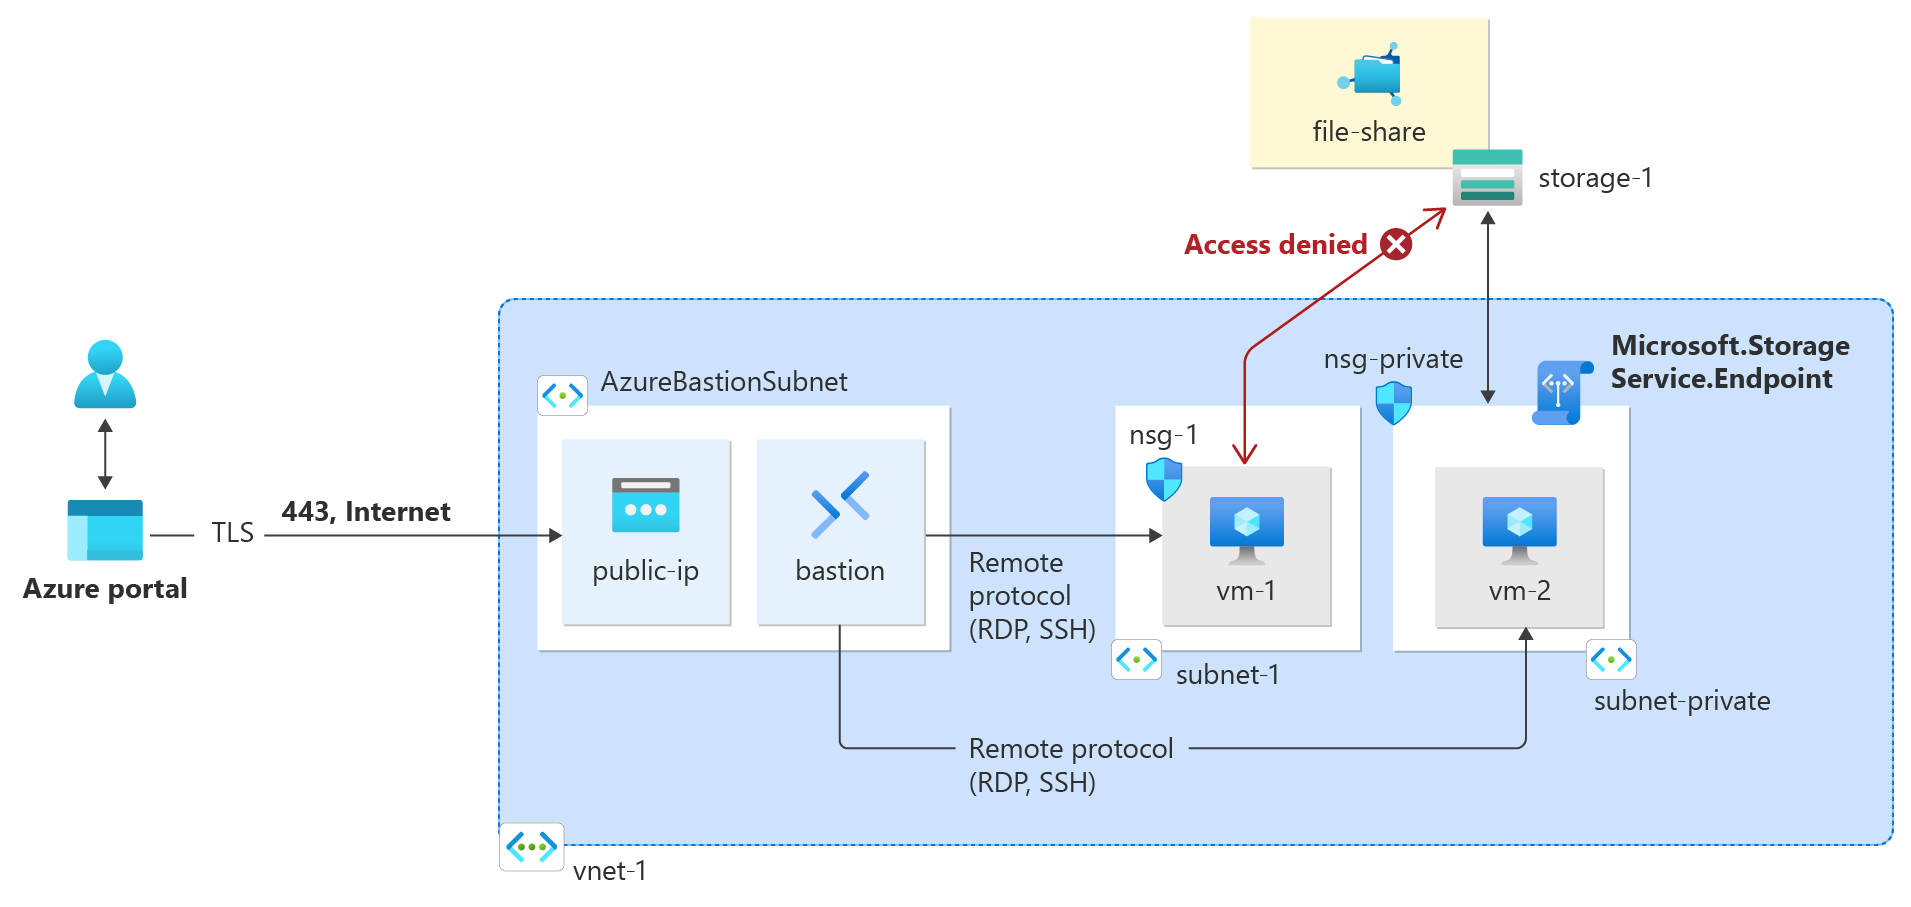 file-share
storage-1
Access denied
Microsoft.Storage
Service.Endpoint
nsg-private
AzureBastionSubnet
nsg-1
443, Internet
TLS
Azure portal
public-ip
bastion
Remote
protocol
(RDP, SSH)
vm-1
vm-2
subnet-1
subnet-private
Remote protocol
(RDP, SSH)
vnet-1